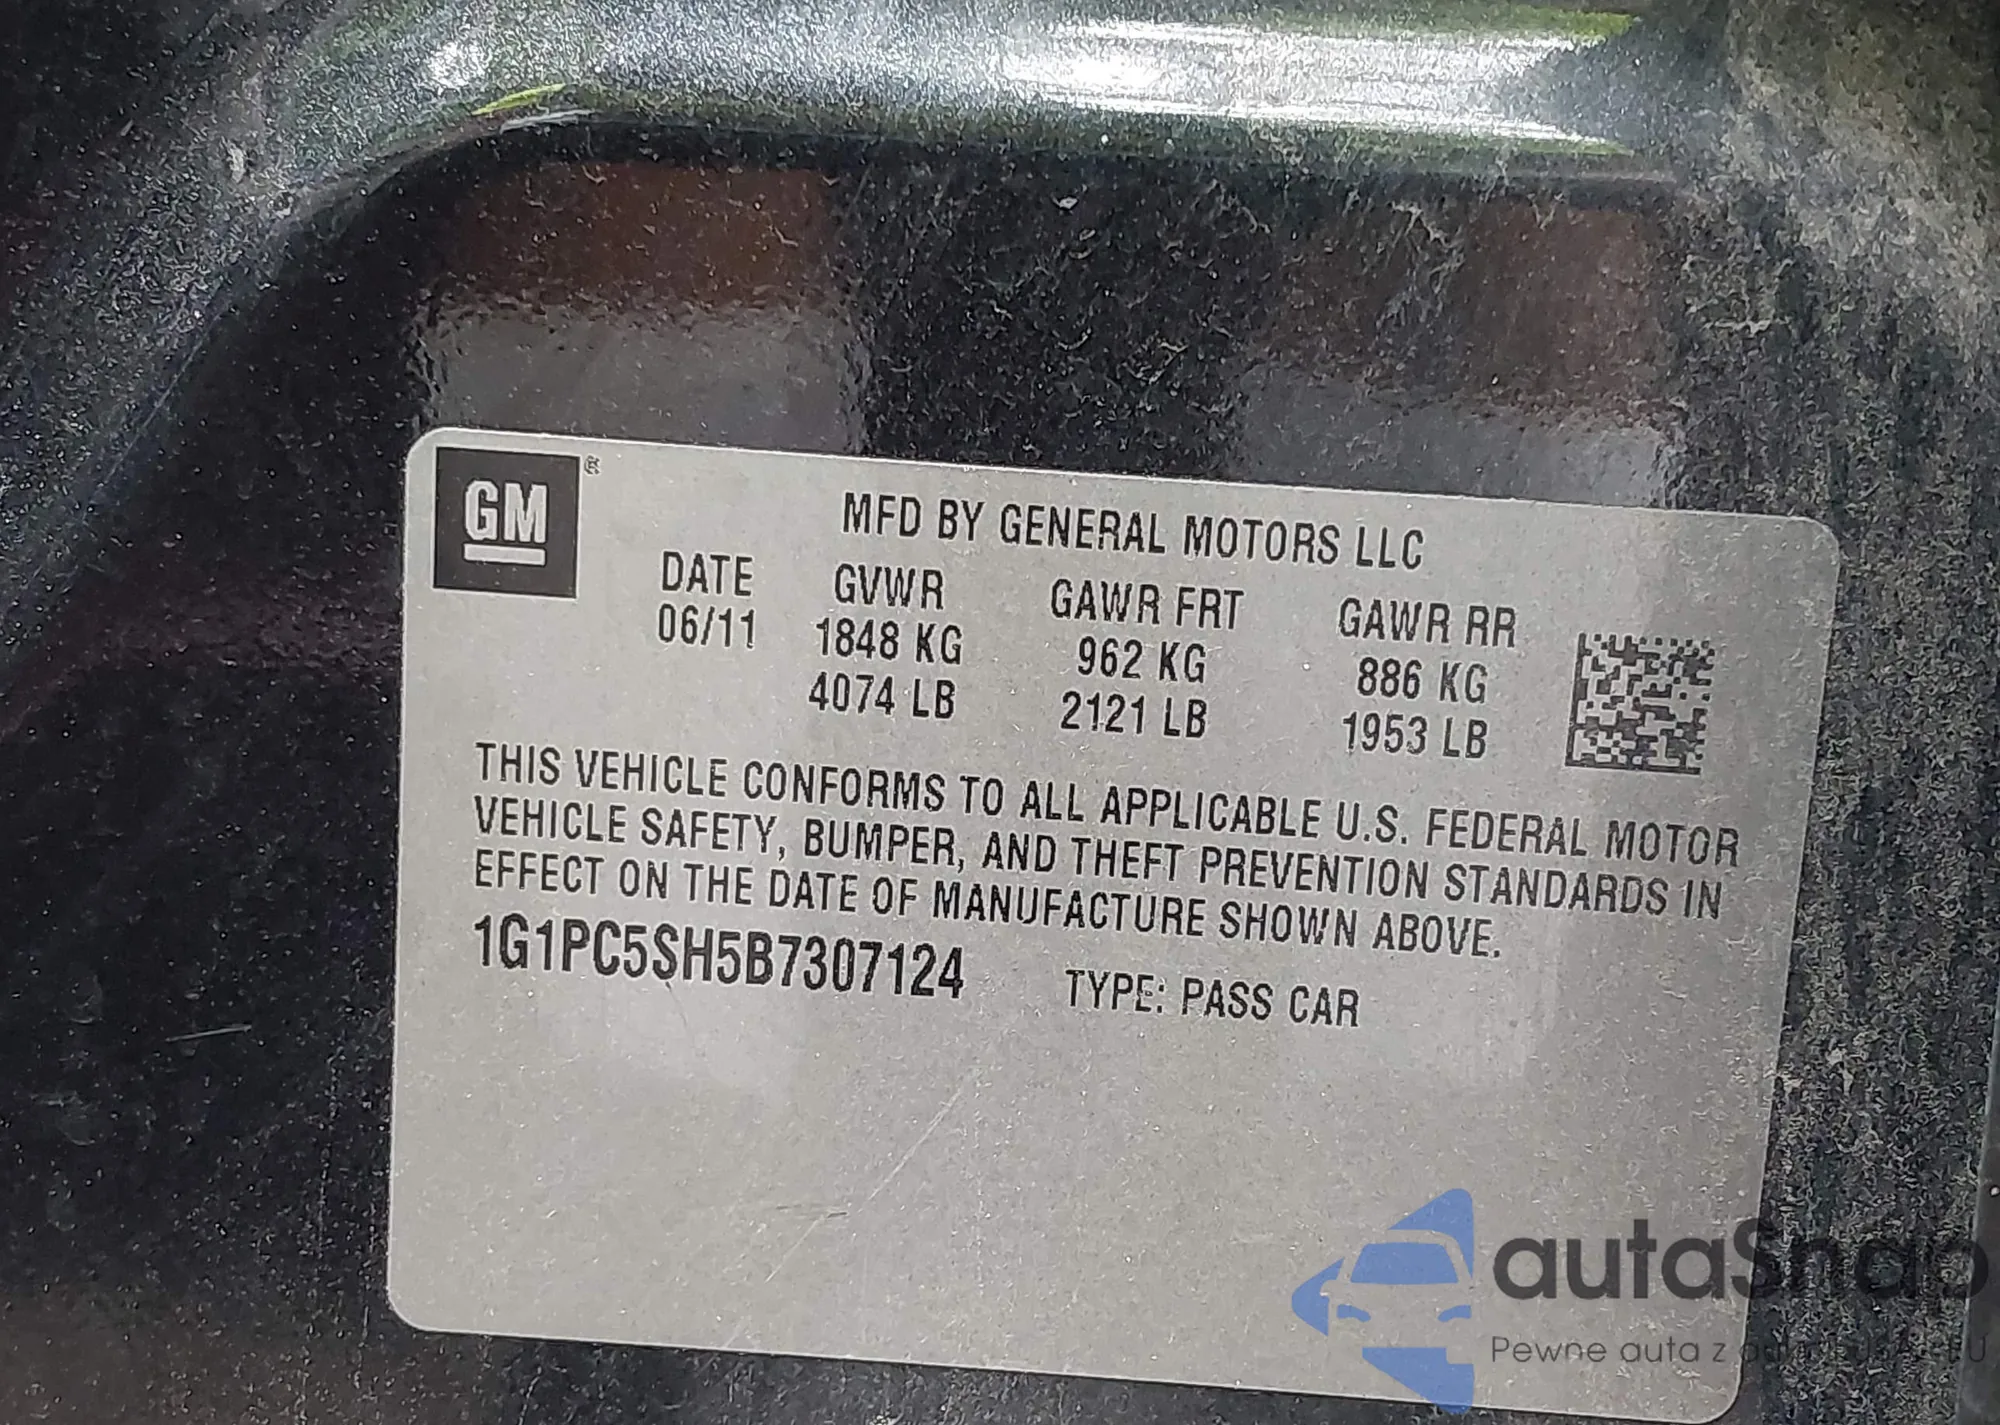 GM ®
MFD BY GENERAL MOTORS LLC
DATE GVWR GAWR FRT GAWR RR
06/11 1848 KG 962 KG 886 KG
4074 LB 2121 LB 1953 LB
THIS VEHICLE CONFORMS TO ALL APPLICABLE U.S. FEDERAL MOTOR
VEHICLE SAFETY, BUMPER, AND THEFT PREVENTION STANDARDS IN
EFFECT ON THE DATE OF MANUFACTURE SHOWN ABOVE.
1G1PC5SH5B7307124 TYPE: PASS CAR
autaSnap
Pewne auta z